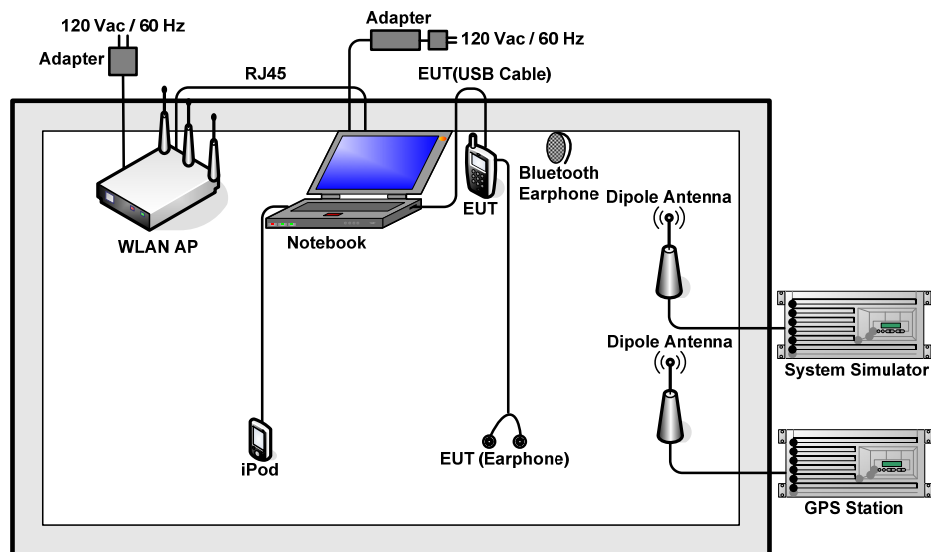 Adapter
120 Vac / 60 Hz
120 Vac / 60 Hz
Adapter
RJ45
EUT(USB Cable)
Bluetooth
Earphone
Dipole Antenna
EUT
WLAN AP
Notebook
Dipole Antenna
System Simulator
iPod
EUT (Earphone)
GPS Station